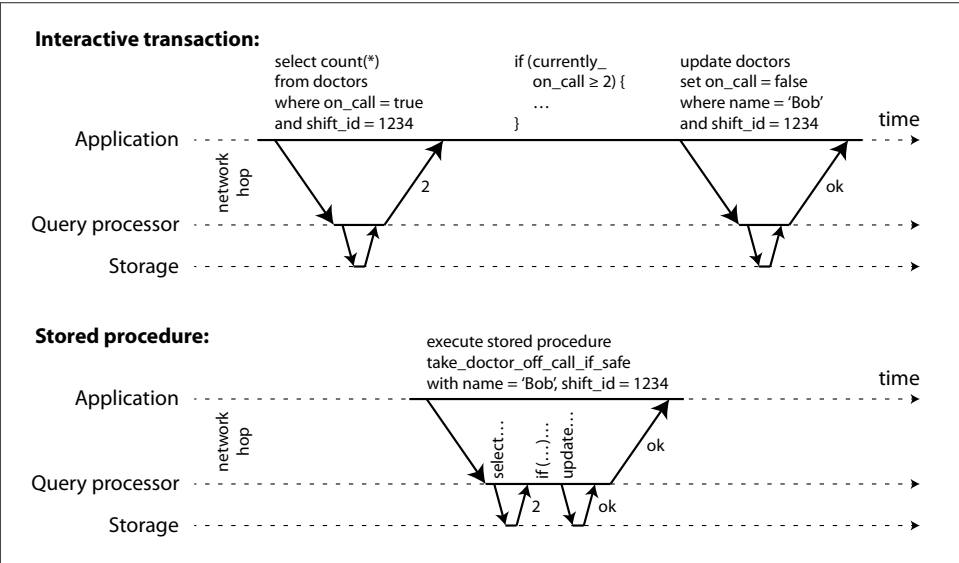 Interactive transaction:
select count(*)
from doctors
where on_call = true
and shift_id = 1234
if (currently_
on_call ≥ 2) {
…
}
update doctors
set on_call = false
where name = ‘Bob’
and shift_id = 1234
time
Application
network
hop
2
ok
Query processor
Storage
Stored procedure:
execute stored procedure
take_doctor_off_call_if_safe
with name = ‘Bob’, shift_id = 1234
time
Application
network
hop
select…
if (…)…
update…
ok
Query processor
2
ok
Storage